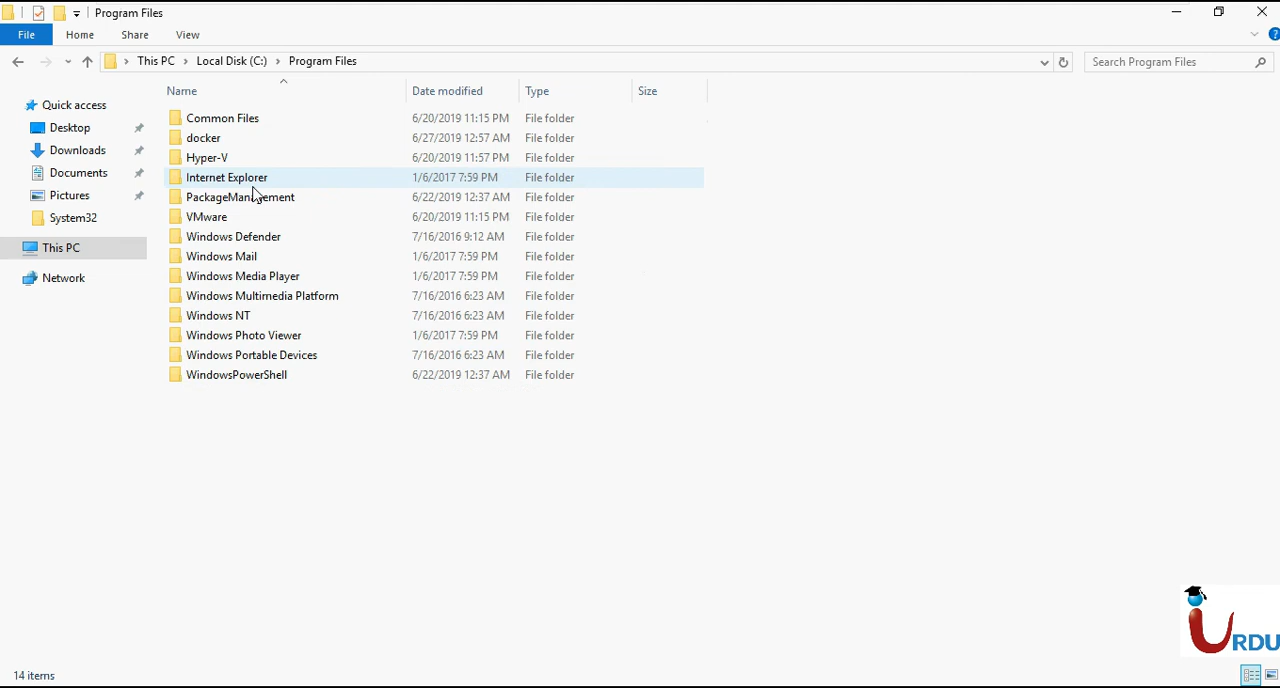 Program Files
File Home Share View
This PC Local Disk (C:) Program Files Search Program Files
Name Date modified Type Size
Quick access
Desktop
Downloads
Documents
Pictures
System32
This PC
Network
Common Files 6/20/2019 11:15 PM File folder
docker 6/27/2019 12:57 AM File folder
Hyper-V 6/20/2019 11:57 PM File folder
Internet Explorer 1/6/2017 7:59 PM File folder
PackageManagement 6/22/2019 12:37 AM File folder
VMware 6/20/2019 11:15 PM File folder
Windows Defender 7/16/2016 9:12 AM File folder
Windows Mail 1/6/2017 7:59 PM File folder
Windows Media Player 1/6/2017 7:59 PM File folder
Windows Multimedia Platform 7/16/2016 6:23 AM File folder
Windows NT 7/16/2016 6:23 AM File folder
Windows Photo Viewer 1/6/2017 7:59 PM File folder
Windows Portable Devices 7/16/2016 6:23 AM File folder
WindowsPowerShell 6/22/2019 12:37 AM File folder
URDU
14 items